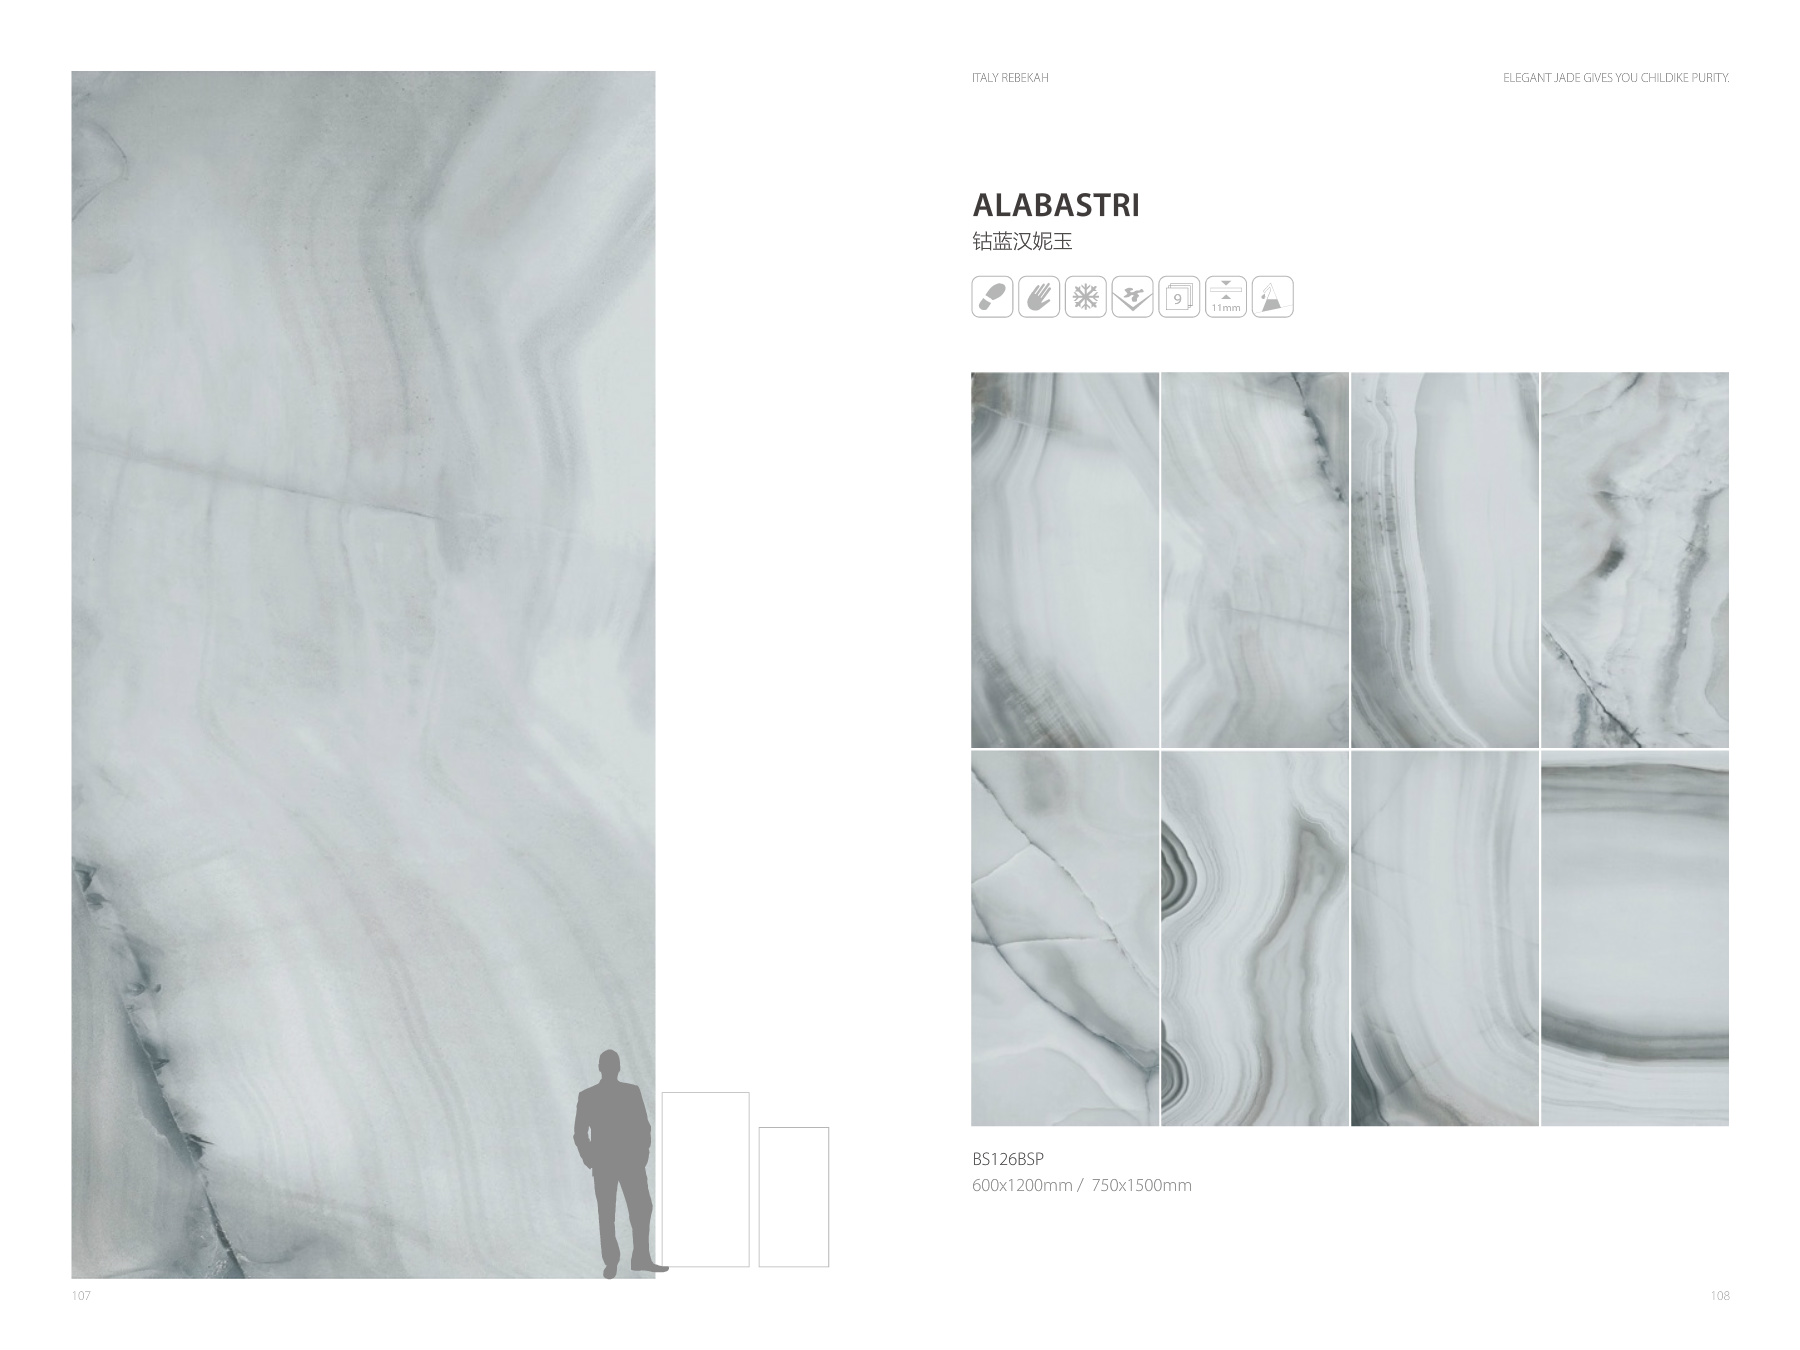 ITALY REBEKAH
ELEGANT JADE GIVES YOU CHILDIKE PURITY.
ALABASTRI
钴蓝汉妮玉
9
11mm
BS126BSP
600x1200mm / 750x1500mm
107
108